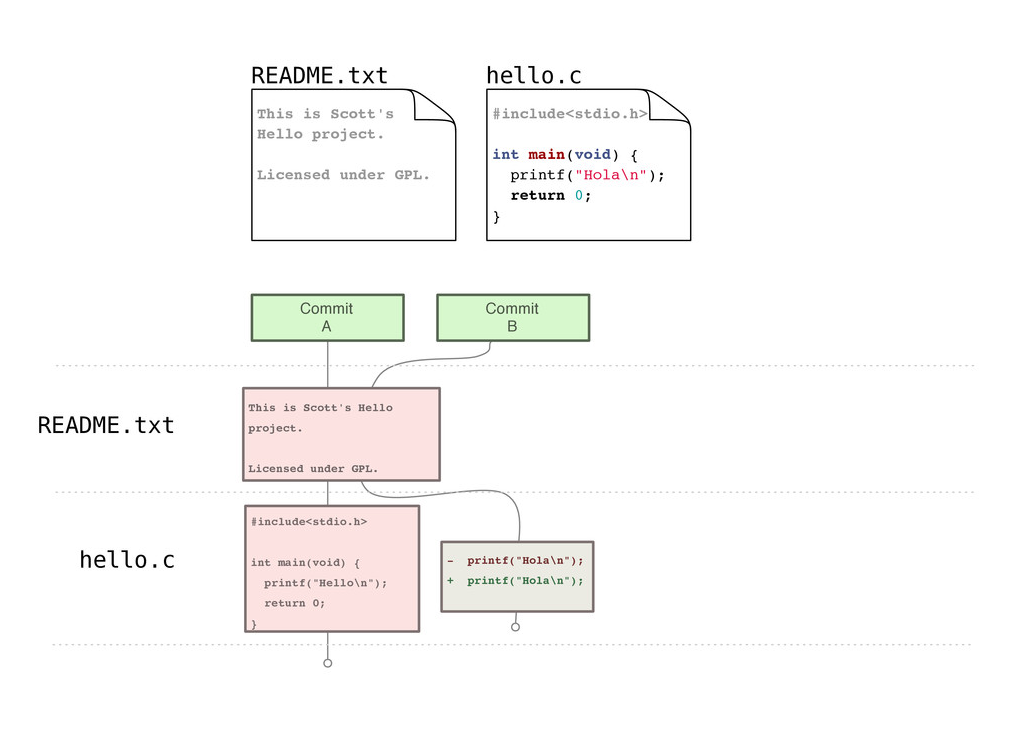 README.txt
This is Scott's
Hello project.
Licensed under GPL.
hello.c
#include<stdio.h>
int main(void) {
  printf("Hola\n");
  return 0;
}
Commit
A
Commit
B
README.txt
This is Scott's Hello
project.
Licensed under GPL.
hello.c
#include<stdio.h>
int main(void) {
  printf("Hello\n");
  return 0;
}
-  printf("Hola\n");
+  printf("Hola\n");